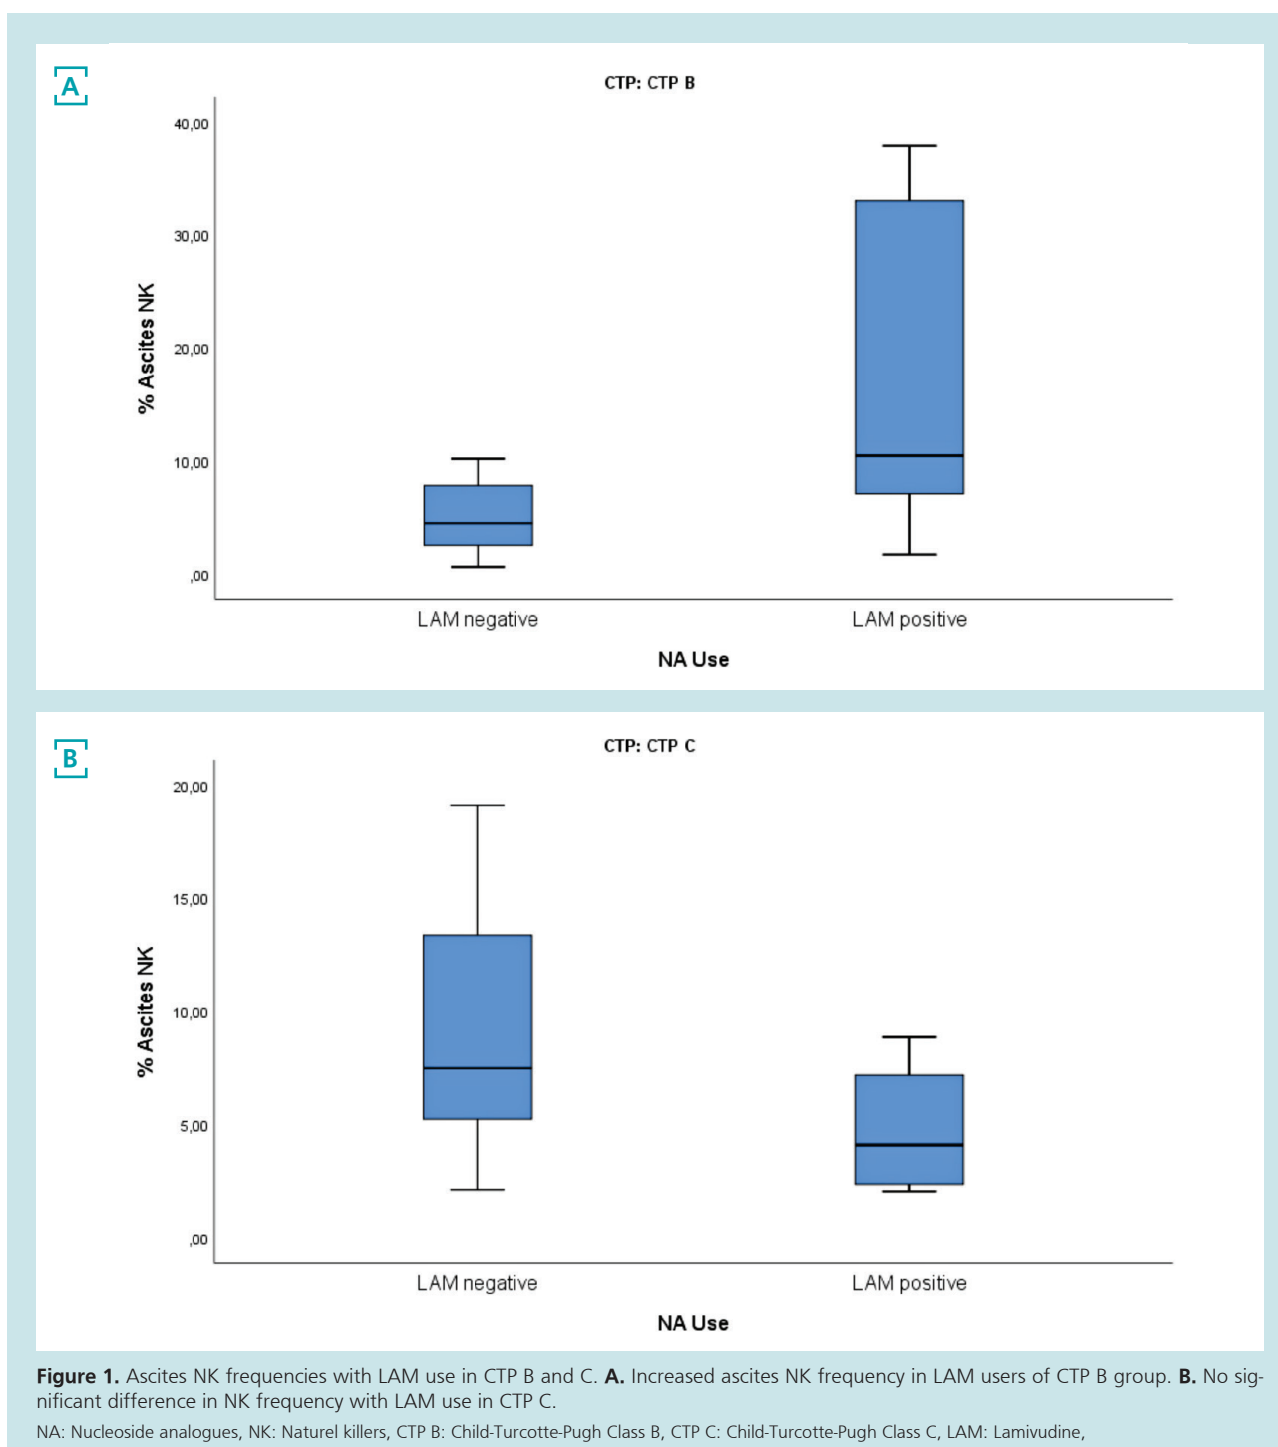 A
CTP: CTP B
40,00
30,00
20,00
10,00
,00
% Ascites NK
LAM negative
LAM positive
NA Use
B
CTP: CTP C
20,00
15,00
10,00
5,00
,00
% Ascites NK
LAM negative
LAM positive
NA Use
Figure 1. Ascites NK frequencies with LAM use in CTP B and C. A. Increased ascites NK frequency in LAM users of CTP B group. B. No sig-
nificant difference in NK frequency with LAM use in CTP C.
NA: Nucleoside analogues, NK: Naturel killers, CTP B: Child-Turcotte-Pugh Class B, CTP C: Child-Turcotte-Pugh Class C, LAM: Lamivudine,